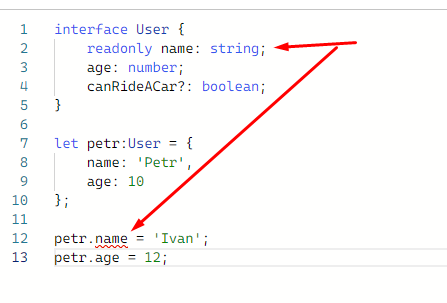 1 interface User {
2 readonly name: string;
3 age: number;
4 canRideACar?: boolean;
5 }
6
7 let petr:User = {
8 name: 'Petr',
9 age: 10
10 };
11
12 petr.name = 'Ivan';
13 petr.age = 12;